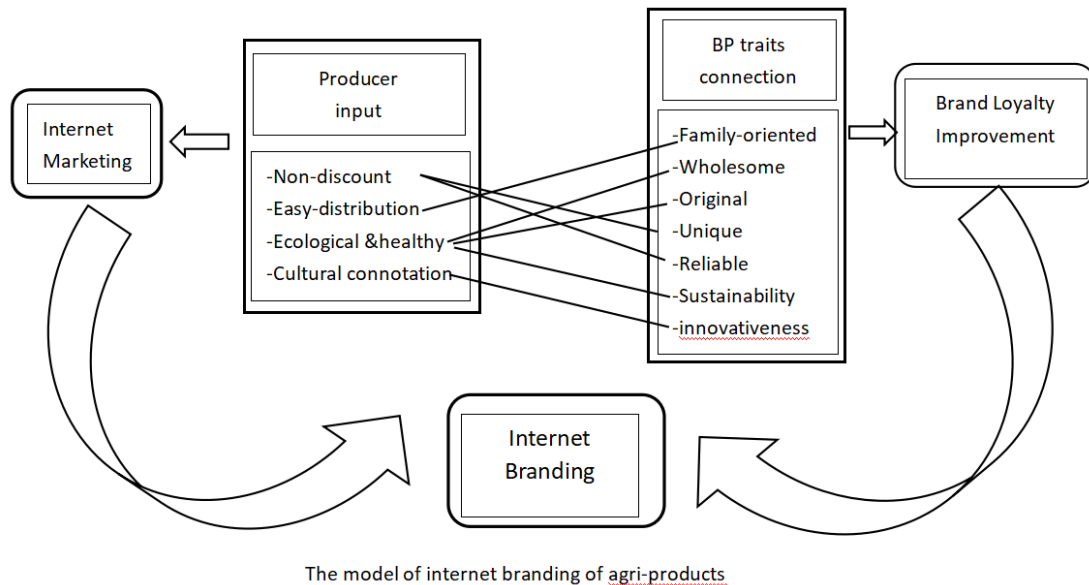 Internet
Marketing
Producer
input
-Non-discount
-Easy-distribution
-Ecological &healthy
-Cultural connotation
BP traits
connection
-Family-oriented
-Wholesome
-Original
-Unique
-Reliable
-Sustainability
-innovativeness
Brand Loyalty
Improvement
Internet
Branding
The model of internet branding of agri-products